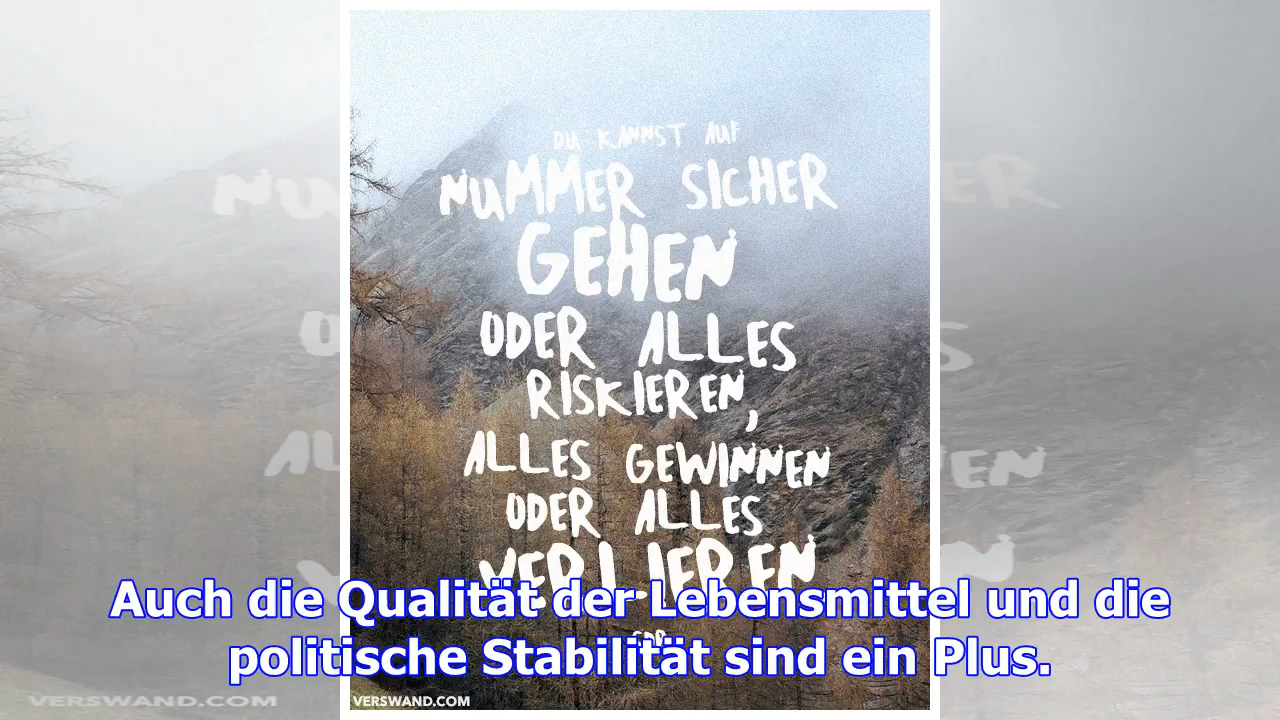 DU KANNST AUF
NUMMER SICHER
GEHEN
ODER ALLES
RISKIEREN,
ALLES GEWINNEN
ODER ALLES
VERLIEREN
Auch die Qualität der Lebensmittel und die
politische Stabilität sind ein Plus.
VERSWAND.COM
VERSWAND.COM